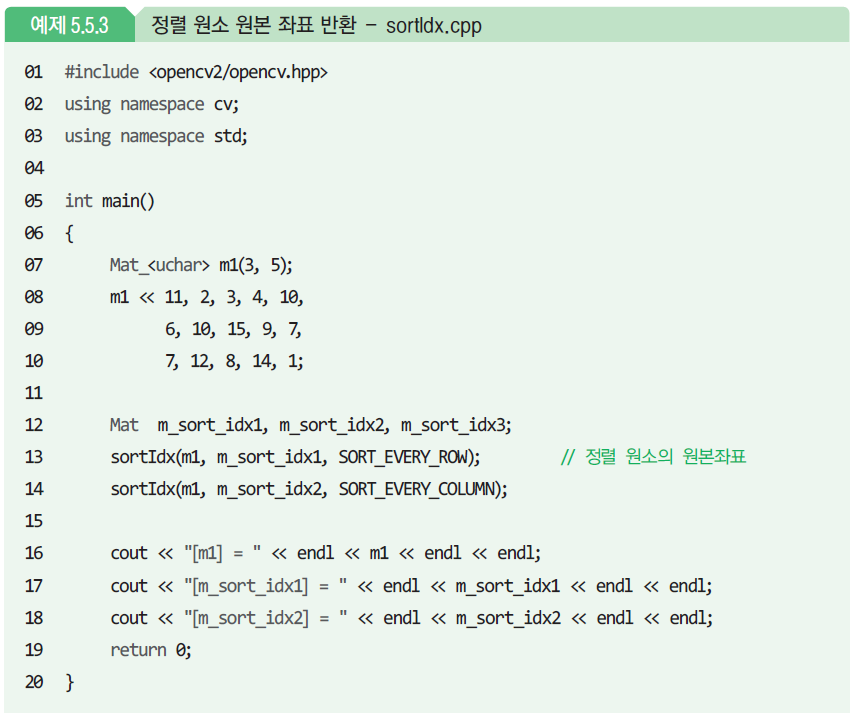 예제 5.5.3 정렬 원소 원본 좌표 반환 - sortIdx.cpp
01 #include <opencv2/opencv.hpp>
02 using namespace cv;
03 using namespace std;
04
05 int main()
06 {
07 Mat_<uchar> m1(3, 5);
08 m1 << 11, 2, 3, 4, 10,
09 6, 10, 15, 9, 7,
10 7, 12, 8, 14, 1;
11
12 Mat m_sort_idx1, m_sort_idx2, m_sort_idx3;
13 sortIdx(m1, m_sort_idx1, SORT_EVERY_ROW); // 정렬 원소의 원본좌표
14 sortIdx(m1, m_sort_idx2, SORT_EVERY_COLUMN);
15
16 cout << "[m1] = " << endl << m1 << endl << endl;
17 cout << "[m_sort_idx1] = " << endl << m_sort_idx1 << endl << endl;
18 cout << "[m_sort_idx2] = " << endl << m_sort_idx2 << endl << endl;
19 return 0;
20 }